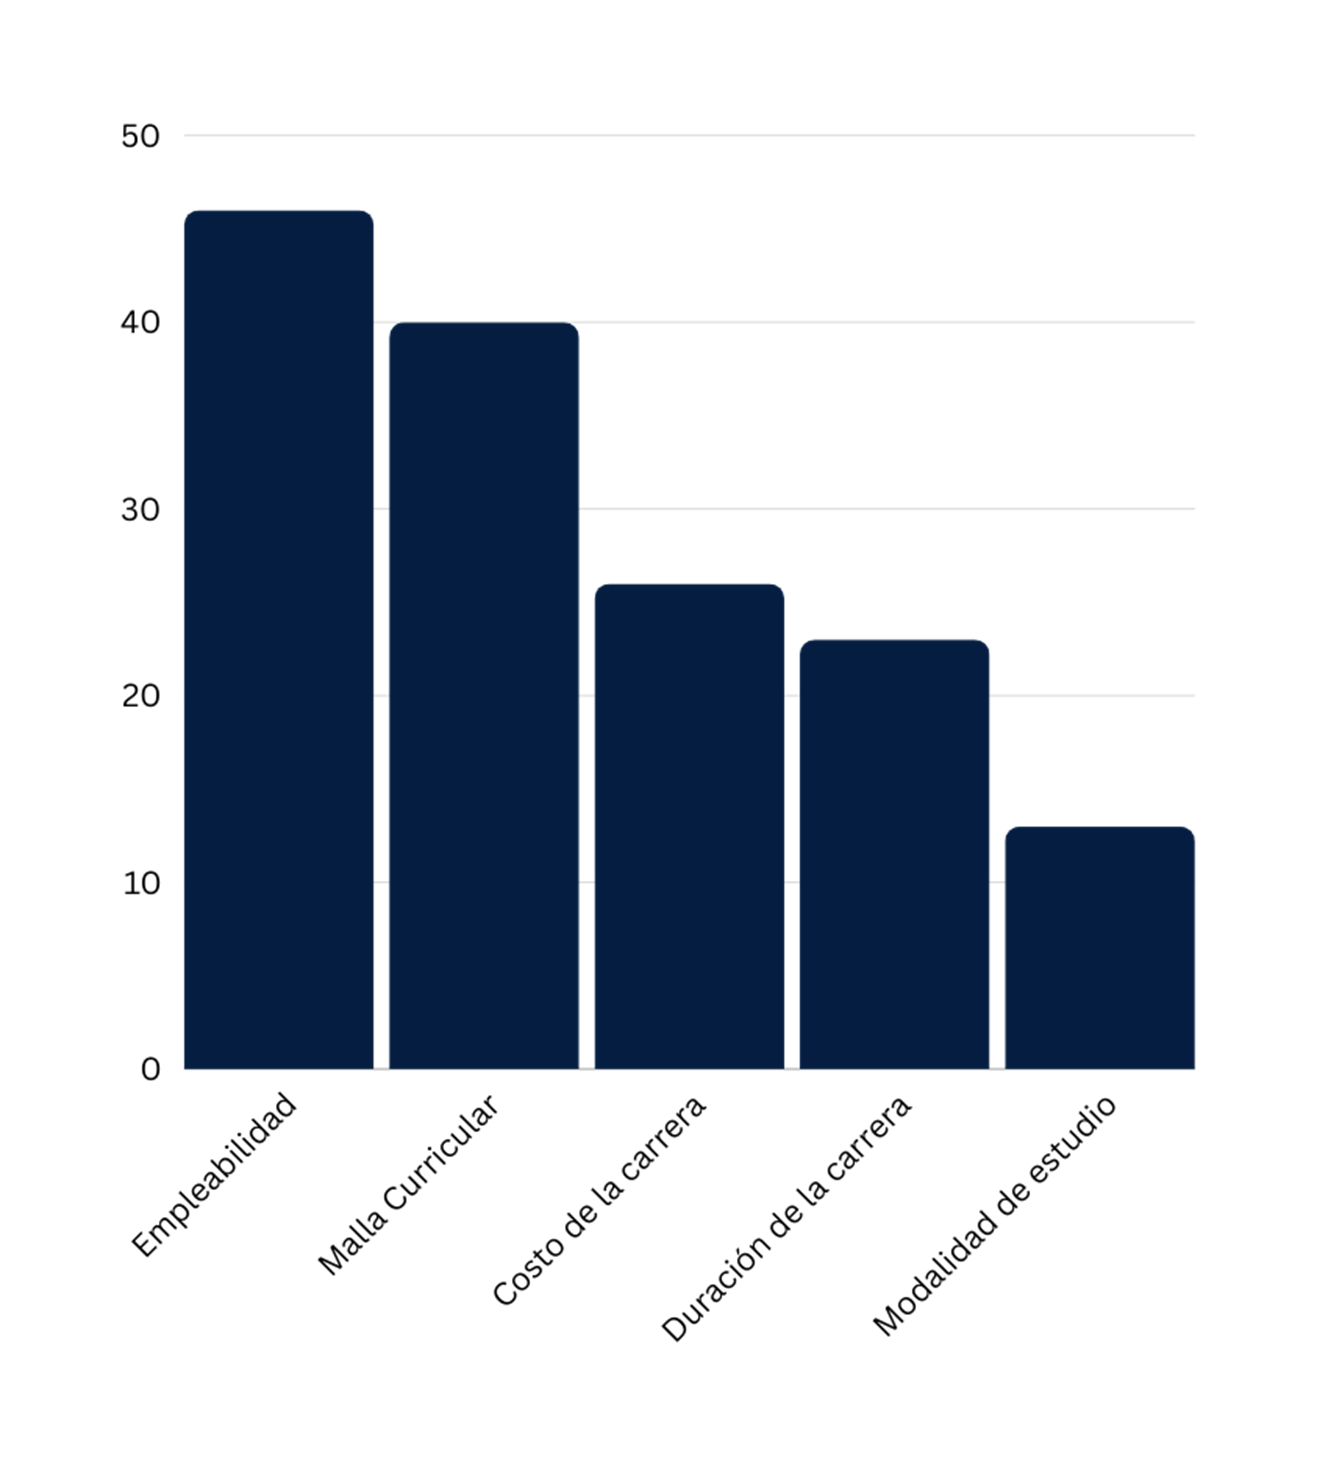 50
40
30
20
10
0
Empleabilidad
Malla Curricular
Costo de la carrera
Duración de la carrera
Modalidad de estudio